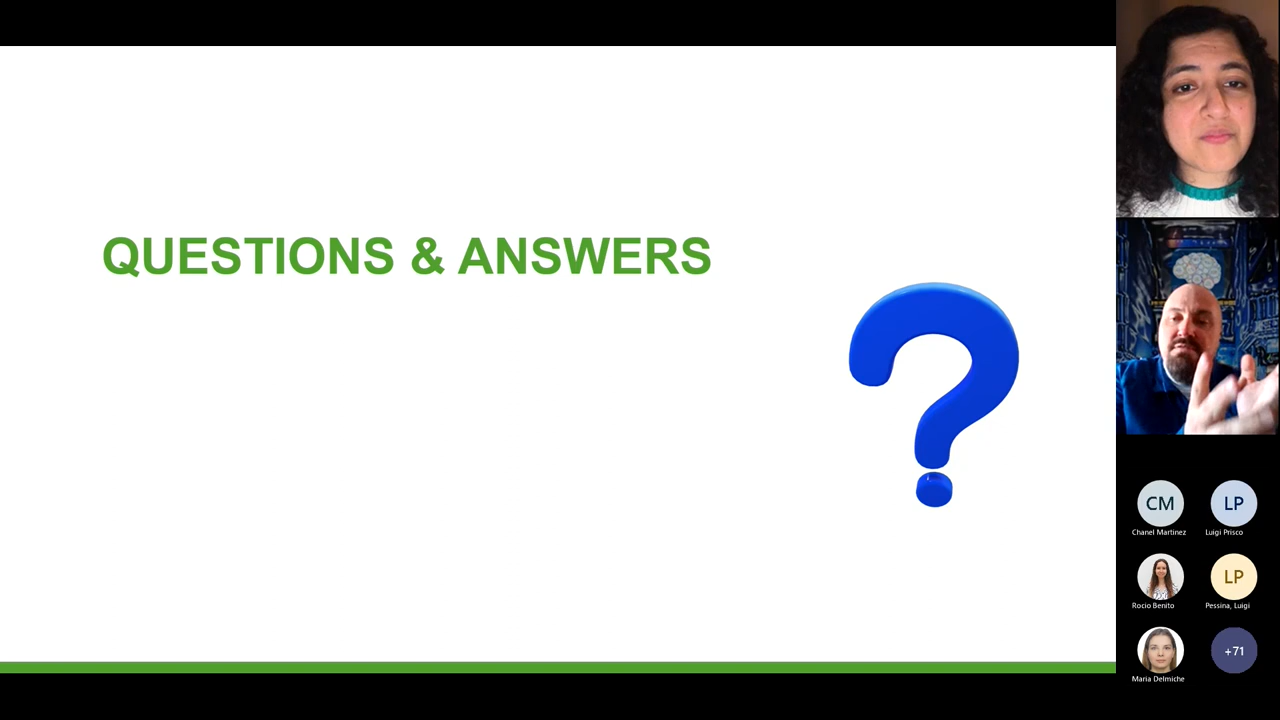 QUESTIONS & ANSWERS
CM
LP
Chanel Martinez
Luigi Prisco
LP
Rocio Benito
Pessina, Luigi
+71
Maria Delmiche